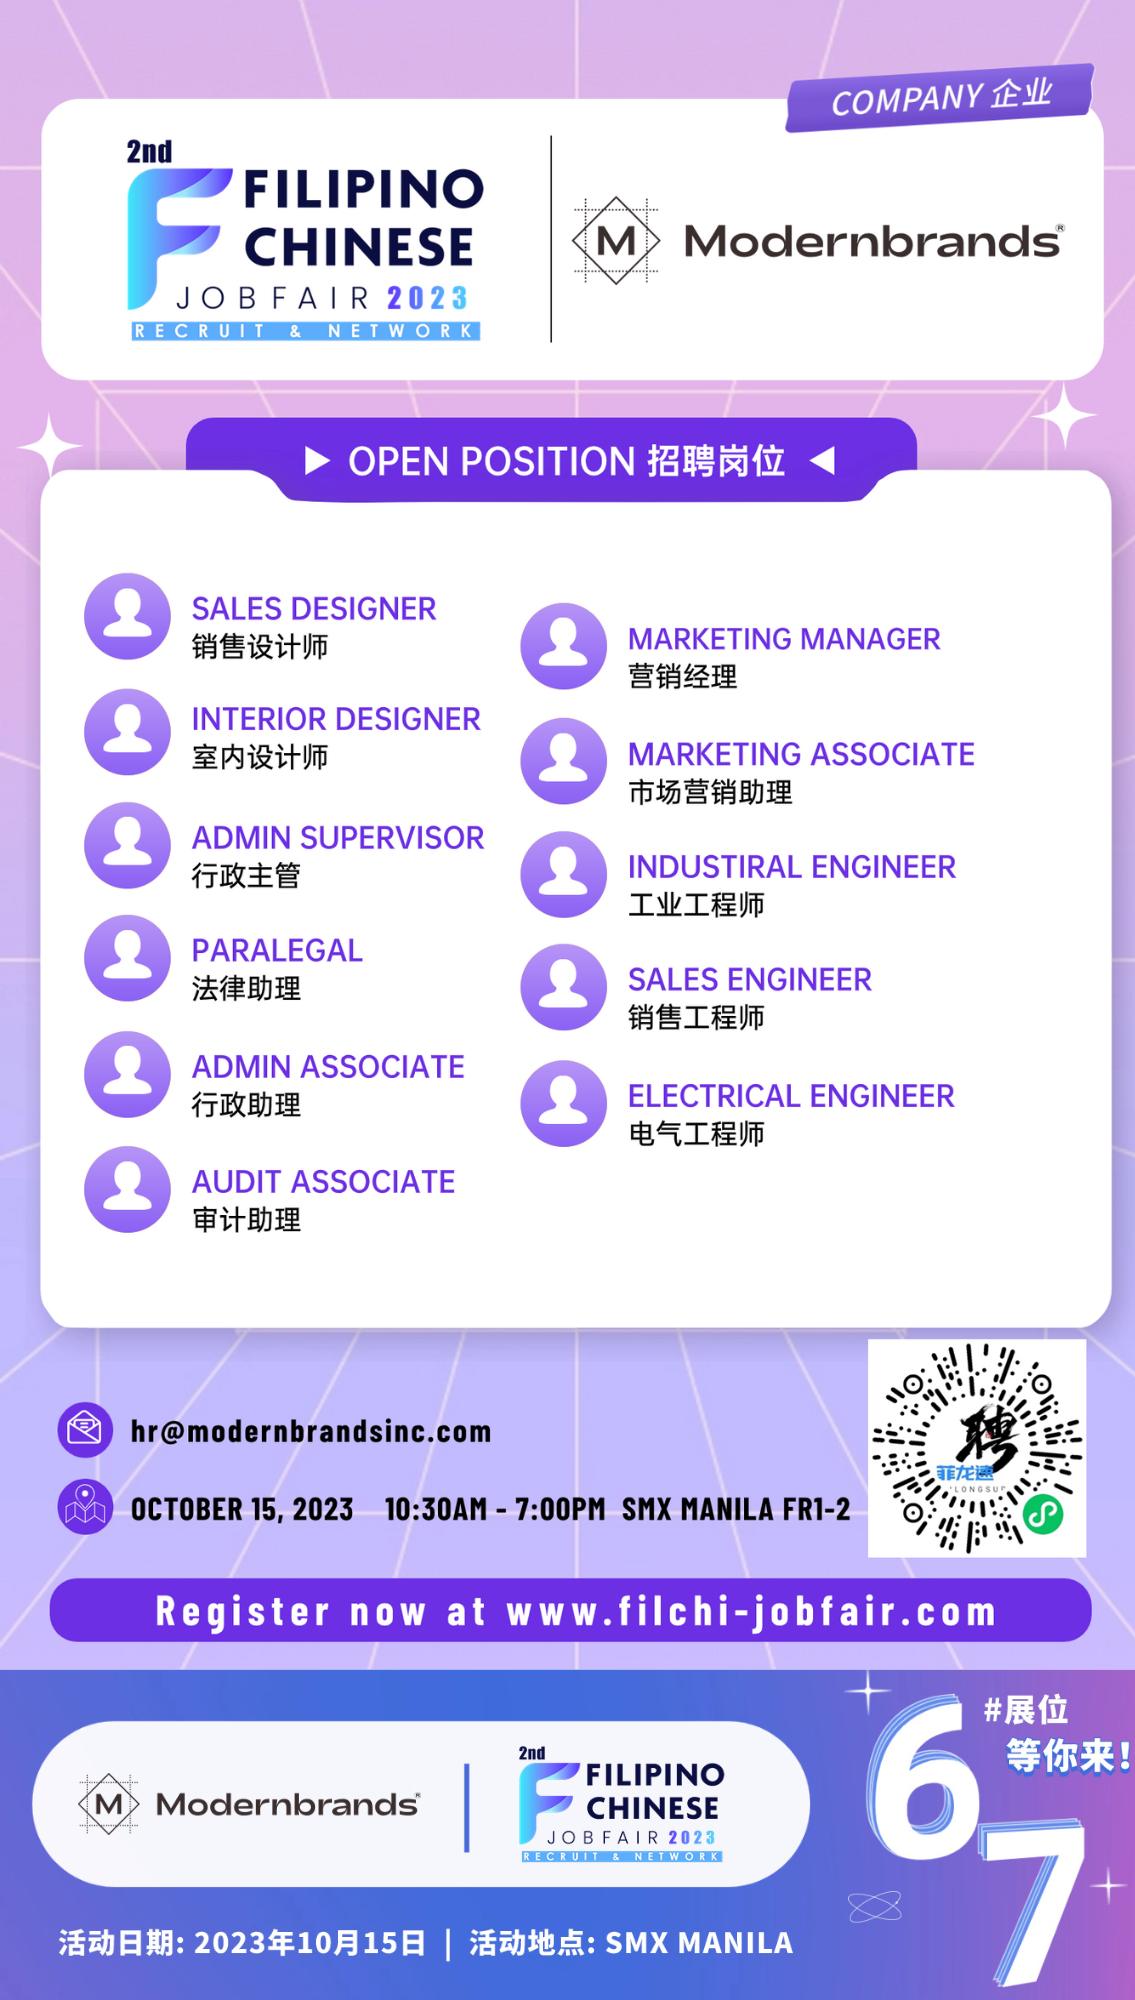 COMPANY 企业
2nd
FILIPINO
CHINESE
JOBFAIR 2023
RECRUIT & NETWORK
M
Modernbrands®
OPEN POSITION 招聘岗位
SALES DESIGNER
销售设计师
INTERIOR DESIGNER
室内设计师
ADMIN SUPERVISOR
行政主管
PARALEGAL
法律助理
ADMIN ASSOCIATE
行政助理
AUDIT ASSOCIATE
审计助理
MARKETING MANAGER
营销经理
MARKETING ASSOCIATE
市场营销助理
INDUSTIRAL ENGINEER
工业工程师
SALES ENGINEER
销售工程师
ELECTRICAL ENGINEER
电气工程师
hr@modernbrandsinc.com
OCTOBER 15, 2023 10:30AM - 7:00PM SMX MANILA FR1-2
聘
菲龙速
Register now at www.filchi-jobfair.com
M
Modernbrands®
2nd
FILIPINO
CHINESE
JOBFAIR 2023
RECRUIT & NETWORK
#展位
等你来!
67
活动日期: 2023年10月15日 | 活动地点: SMX MANILA